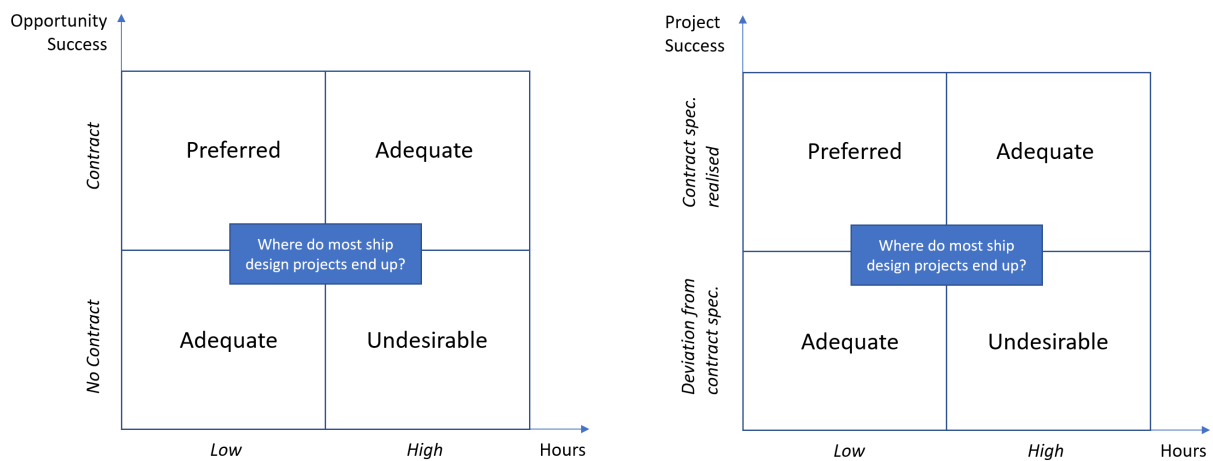 Opportunity
Success
Contract
No Contract
Preferred
Adequate
Where do most ship
design projects end up?
Adequate
Undesirable
Low
High
Hours
Project
Success
Contract spec.
realised
Deviation from
contract spec.
Preferred
Adequate
Where do most ship
design projects end up?
Adequate
Undesirable
Low
High
Hours